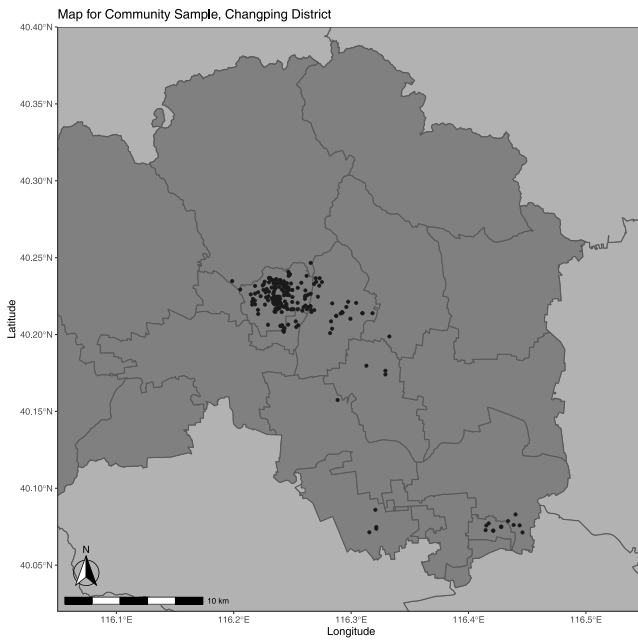 Map for Community Sample, Changping District
40.40°N
40.35°N
40.30°N
40.25°N
40.20°N
40.15°N
40.10°N
40.05°N
Latitude
N
10 km
116.1°E 116.2°E 116.3°E 116.4°E 116.5°E
Longitude